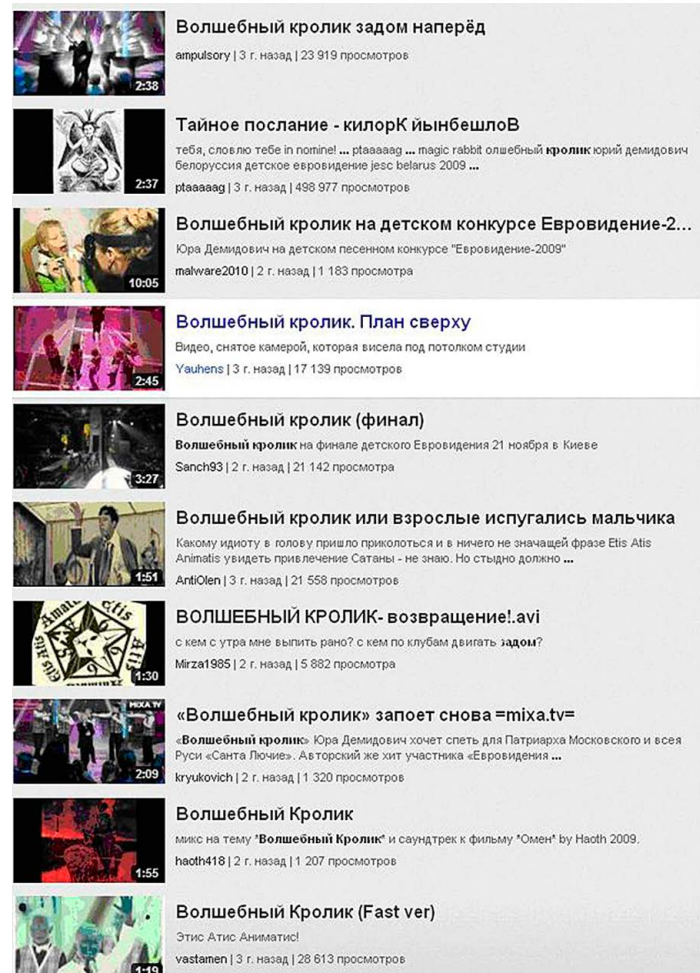 Волшебный кролик задом наперёд
ampulsory | 3 г. назад | 23 919 просмотров
2:38
Тайное послание - килорК йынбешлоВ
тебя, словлю тебе in nomine! ... ptaaaaag ... magic rabbit олшебный кролик юрий демидович
белоруссия детское евровидение jesc belarus 2009 ...
ptaaaaag | 3 г. назад | 498 977 просмотров
2:37
Волшебный кролик на детском конкурсе Евровидение-2...
Юра Демидович на детском песенном конкурсе "Евровидение-2009"
malware2010 | 2 г. назад | 1 183 просмотра
10:05
Волшебный кролик. План сверху
Видео, снятое камерой, которая висела под потолком студии
Yauhens | 3 г. назад | 17 139 просмотров
2:45
Волшебный кролик (финал)
Волшебный кролик на финале детского Евровидения 21 ноября в Киеве
Sanch93 | 2 г. назад | 21 142 просмотра
3:27
Волшебный кролик или взрослые испугались мальчика
Какому идиоту в голову пришло приколоться и в ничего не значащей фразе Etis Atis
Animatis увидеть привлечение Сатаны - не знаю. Но стыдно должно ...
AntiOlen | 3 г. назад | 21 558 просмотров
1:51
ВОЛШЕБНЫЙ КРОЛИК- возвращение!.avi
с кем с утра мне выпить рано? с кем по клубам двигать задом?
Mirza1985 | 2 г. назад | 5 882 просмотра
Etis Atis Amat Etis Atis
1:30
«Волшебный кролик» запоет снова =mixa.tv=
«Волшебный кролик» Юра Демидович хочет спеть для Патриарха Московского и всея
Руси «Санта Лючие». Авторский же хит участника «Евровидения ...
kryukovich | 2 г. назад | 1 320 просмотров
MIXA TV
2:09
Волшебный Кролик
микс на тему "Волшебный Кролик" и саундтрек к фильму "Омен" by Haoth 2009.
haoth418 | 2 г. назад | 1 207 просмотров
1:55
Волшебный Кролик (Fast ver)
Этис Атис Аниматис!
vastamen | 3 г. назад | 28 613 просмотров
1:19